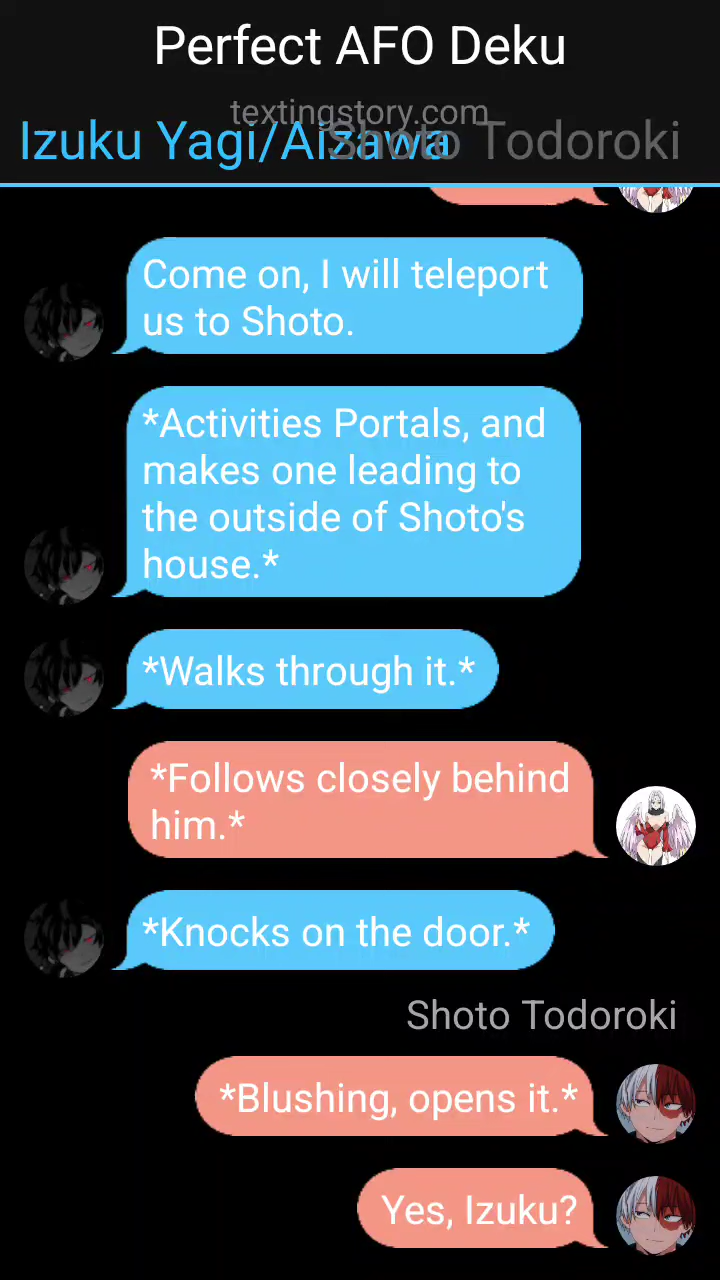 Perfect AFO Deku
textingstory.com
Izuku Yagi/Aizawa Shoto Todoroki
Come on, I will teleport
us to Shoto.
*Activities Portals, and
makes one leading to
the outside of Shoto's
house.*
*Walks through it.*
*Follows closely behind
him.*
*Knocks on the door.*
Shoto Todoroki
*Blushing, opens it.*
Yes, Izuku?